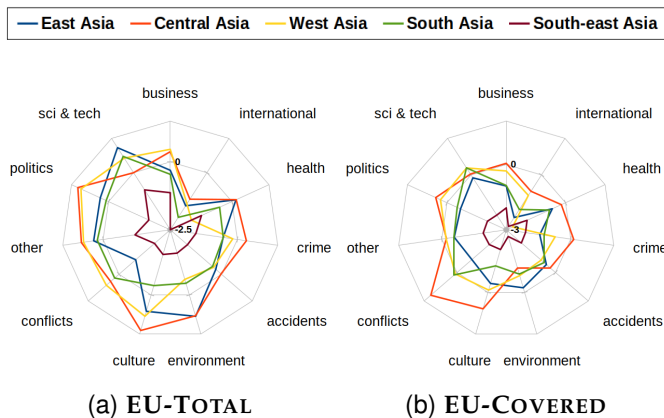 East Asia Central Asia West Asia South Asia South-east Asia
business
sci & tech international
politics health
0
other -2.5 crime
conflicts accidents
culture environment
(a) EU-TOTAL
business
sci & tech international
politics health
0
other -3 crime
conflicts accidents
culture environment
(b) EU-COVERED